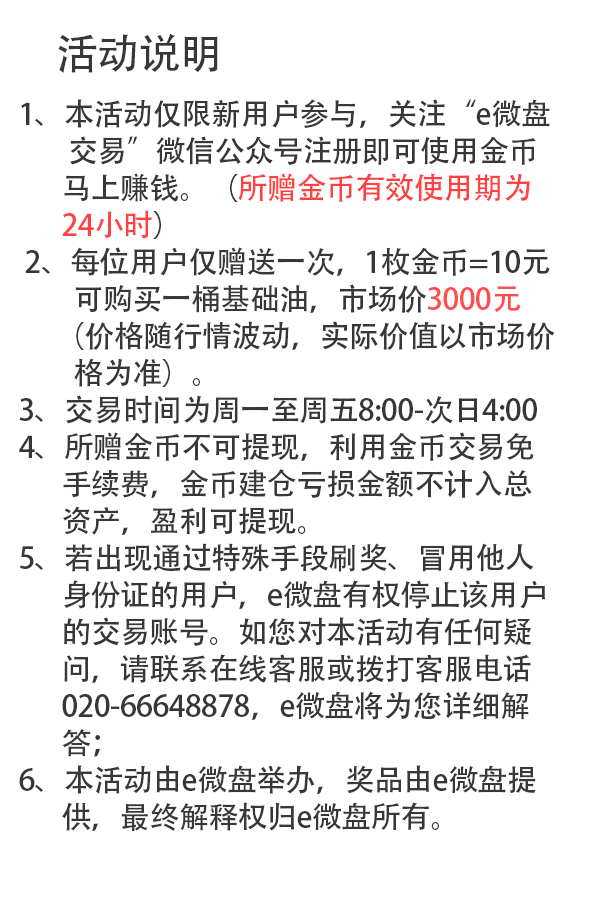 活动说明
1、本活动仅限新用户参与，关注“e微盘
交易”微信公众号注册即可使用金币
马上赚钱。（所赠金币有效使用期为
24小时）
2、每位用户仅赠送一次，1枚金币=10元
可购买一桶基础油，市场价3000元
（价格随行情波动，实际价值以市场价
格为准）。
3、交易时间为周一至周五8:00-次日4:00
4、所赠金币不可提现，利用金币交易免
手续费，金币建仓亏损金额不计入总
资产，盈利可提现。
5、若出现通过特殊手段刷奖、冒用他人
身份证的用户，e微盘有权停止该用户
的交易账号。如您对本活动有任何疑
问，请联系在线客服或拨打客服电话
020-66648878，e微盘将为您详细解
答；
6、本活动由e微盘举办，奖品由e微盘提
供，最终解释权归e微盘所有。